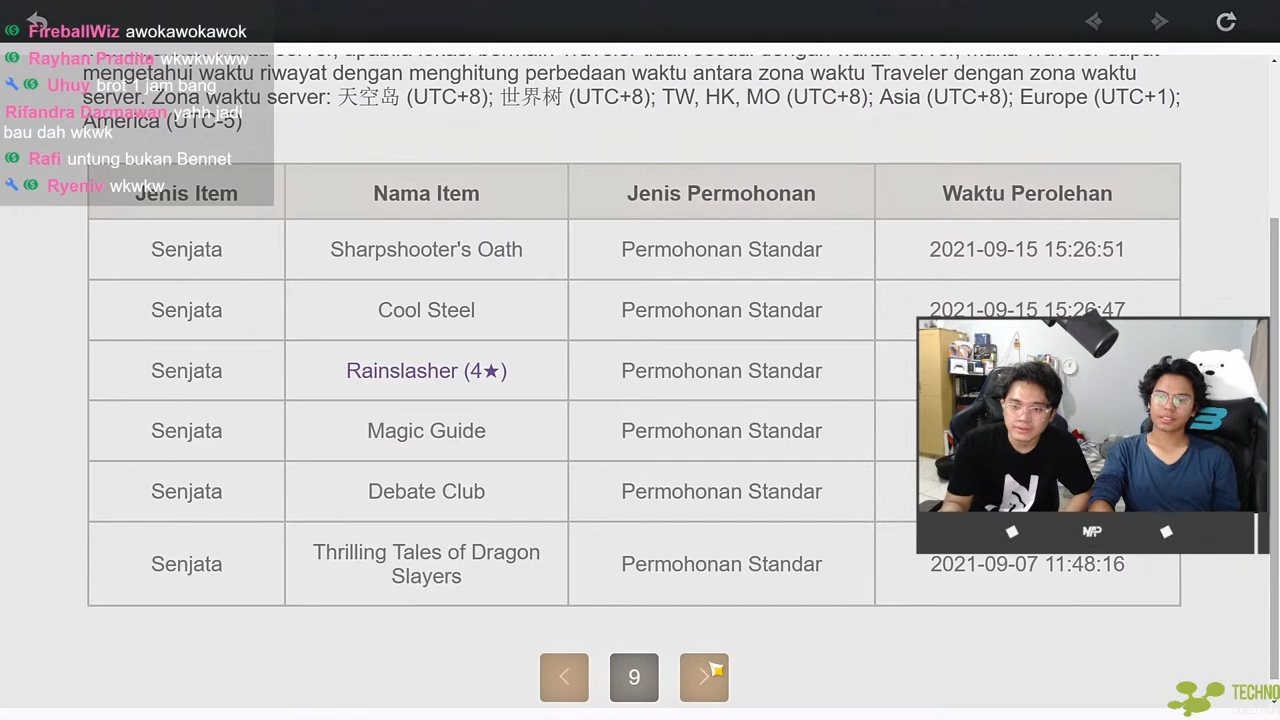 FireballWiz awokawokawok
Rayhan Pradita wkwkwkww
Uhuy brot 1 jam bang
Rifandra Darmawan yahh jadi
bau dah wkwk
Rafi untung bukan Bennet
Ryeniv wkwkw
mengetahui waktu riwayat dengan menghitung perbedaan waktu antara zona waktu Traveler dengan zona waktu
server. Zona waktu server: 天空岛 (UTC+8); 世界树 (UTC+8); TW, HK, MO (UTC+8); Asia (UTC+8); Europe (UTC+1);
America (UTC-5)
Jenis Item Nama Item Jenis Permohonan Waktu Perolehan
Senjata Sharpshooter's Oath Permohonan Standar 2021-09-15 15:26:51
Senjata Cool Steel Permohonan Standar 2021-09-15 15:26:47
Senjata Rainslasher (4★) Permohonan Standar
Senjata Magic Guide Permohonan Standar
Senjata Debate Club Permohonan Standar
Senjata Thrilling Tales of Dragon
Slayers Permohonan Standar 2021-09-07 11:48:16
9
TECHNO